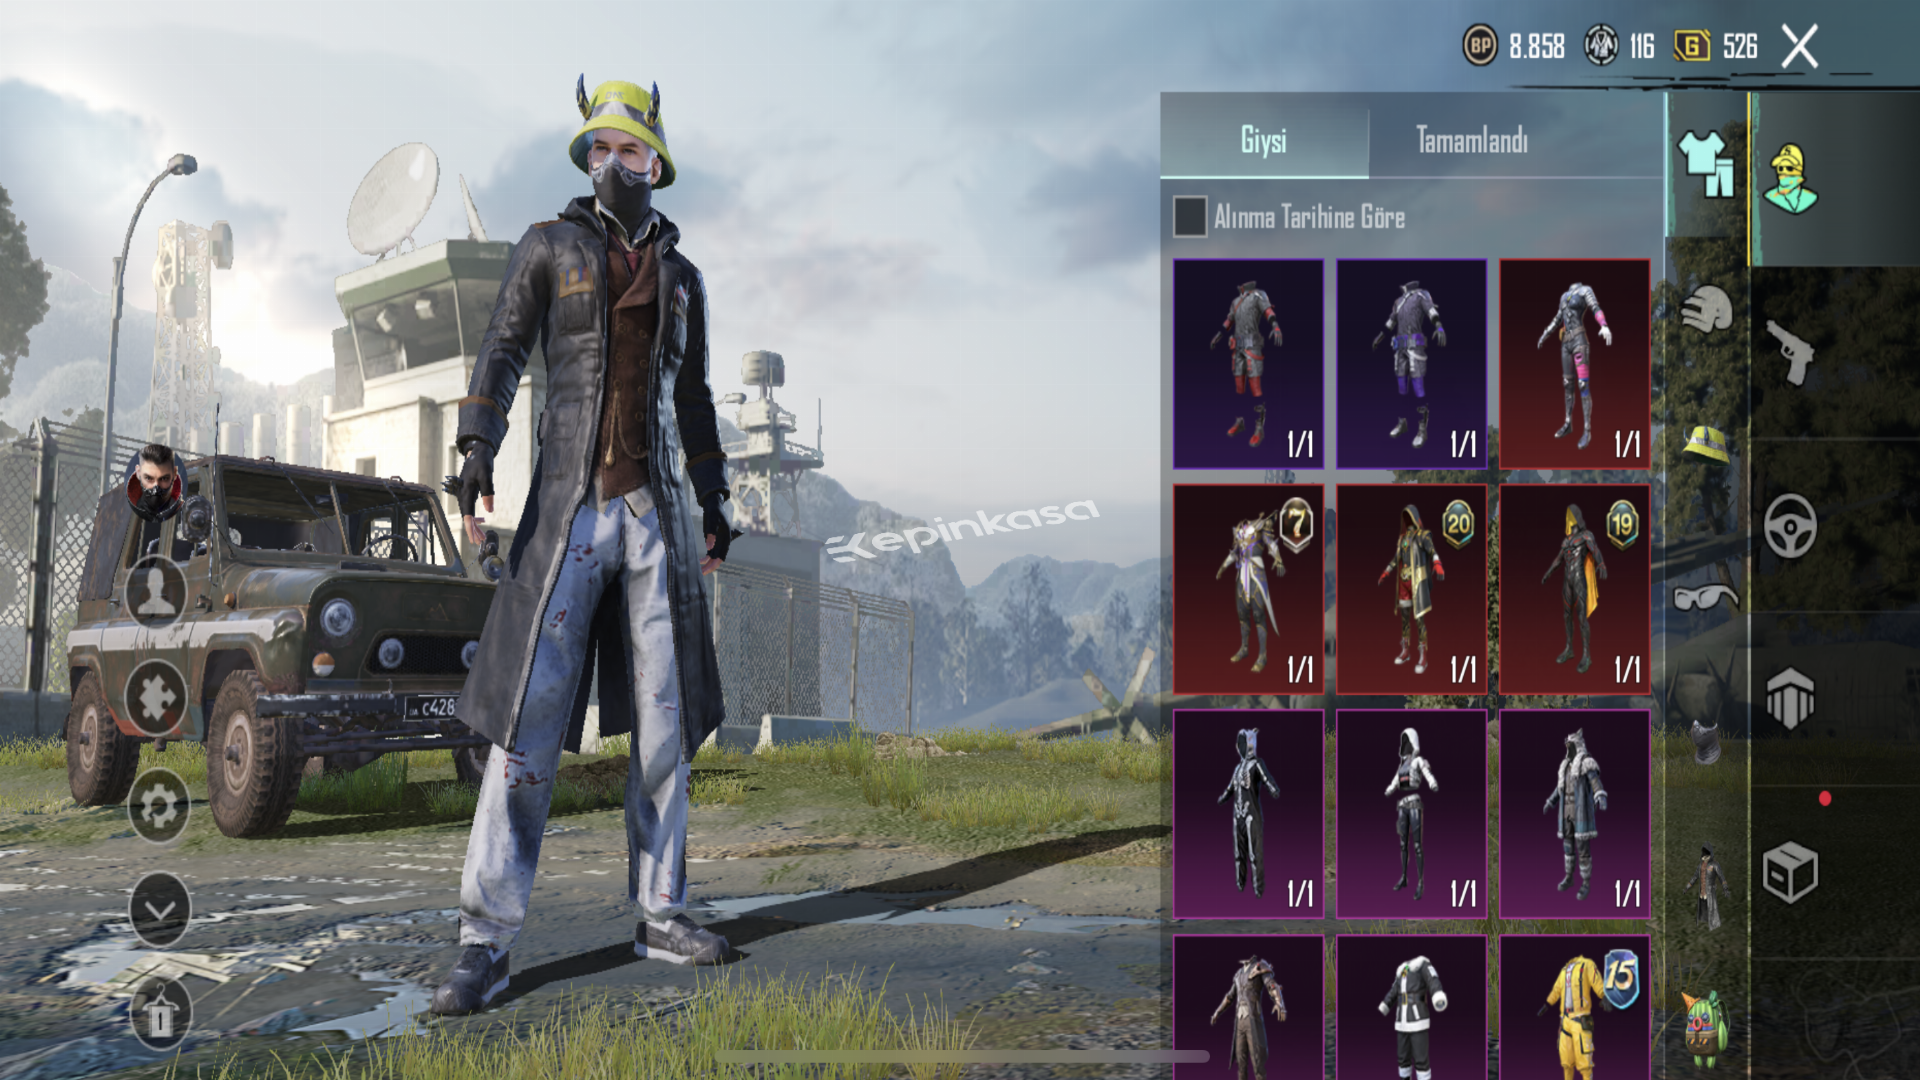 BP 8.858 116 G 526
Giysi Tamamlandı
Alınma Tarihine Göre
1/1 1/1 1/1
7 20 19
1/1 1/1 1/1
1/1 1/1 1/1
15
epinkasa
c428